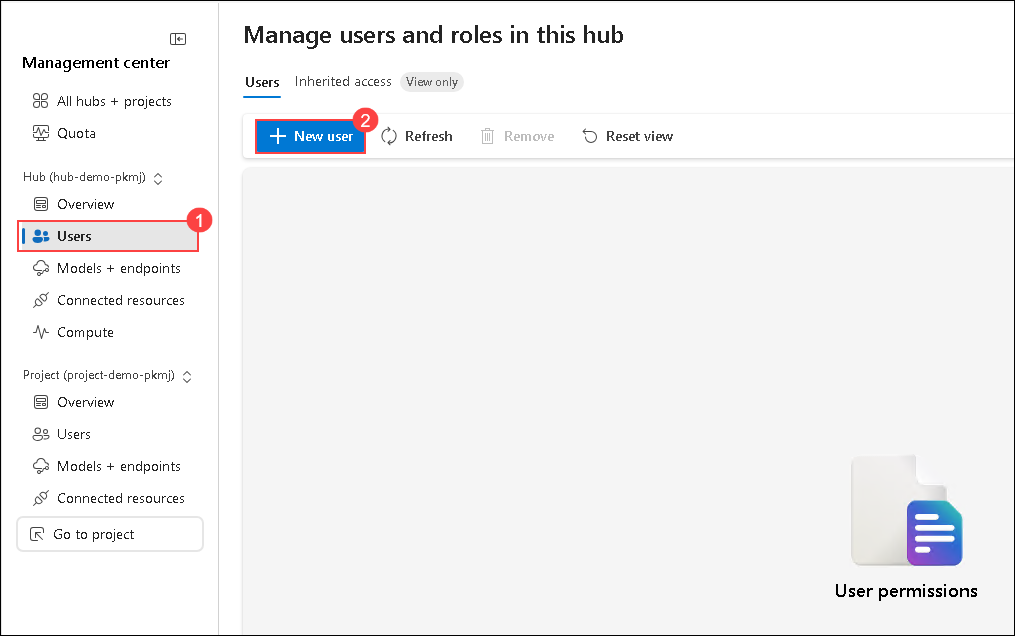 Management center
All hubs + projects
Quota
Hub (hub-demo-pkmj)
Overview
Users
1
Models + endpoints
Connected resources
Compute
Project (project-demo-pkmj)
Overview
Users
Models + endpoints
Connected resources
Go to project
Manage users and roles in this hub
Users Inherited access View only
New user 2 Refresh Remove Reset view
User permissions